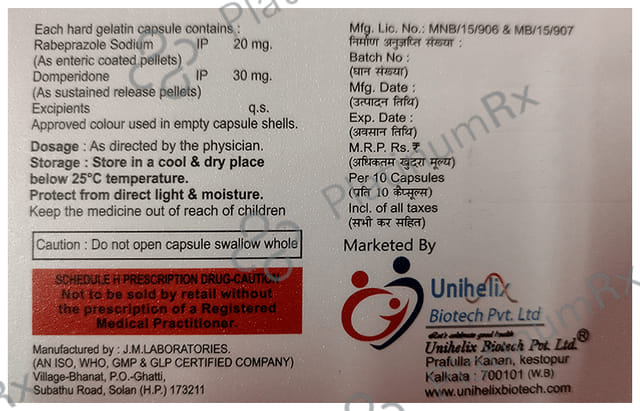 Each hard gelatin capsule contains :
Rabeprazole Sodium IP 20 mg.
(As enteric coated pellets)
Domperidone IP 30 mg.
(As sustained release pellets)
Excipients q.s.
Approved colour used in empty capsule shells.
Dosage : As directed by the physician.
Storage : Store in a cool & dry place
below 25°C temperature.
Protect from direct light & moisture.
Keep the medicine out of reach of children
Caution : Do not open capsule swallow whole
SCHEDULE H PRESCRIPTION DRUG-CAUTION
Not to be sold by retail without
the prescription of a Registered
Medical Practitioner.
Manufactured by : J.M.LABORATORIES.
(AN ISO, WHO, GMP & GLP CERTIFIED COMPANY)
Village-Bhanat, P.O.-Ghatti,
Subathu Road, Solan (H.P.) 173211
Mfg. Lic. No.: MNB/15/906 & MB/15/907
निर्माण अनुज्ञप्ति संख्या :
Batch No :
(घान संख्या)
Mfg. Date :
(उत्पादन तिथि)
Exp. Date :
(अवसान तिथि)
M.R.P. Rs. ₹
(अधिकतम खुदरा मूल्य)
Per 10 Capsules
(प्रति 10 कैप्सूल्स)
Incl. of all taxes
(सभी कर सहित)
Marketed By
Unihelix
Biotech Pvt. Ltd
Let's celebrate good health
Unihelix Biotech Pvt. Ltd.®
Prafulla Kanan, kestopur
Kalkata : 700101 (W.B)
www.unihelixbiotech.com
PlatinumRx